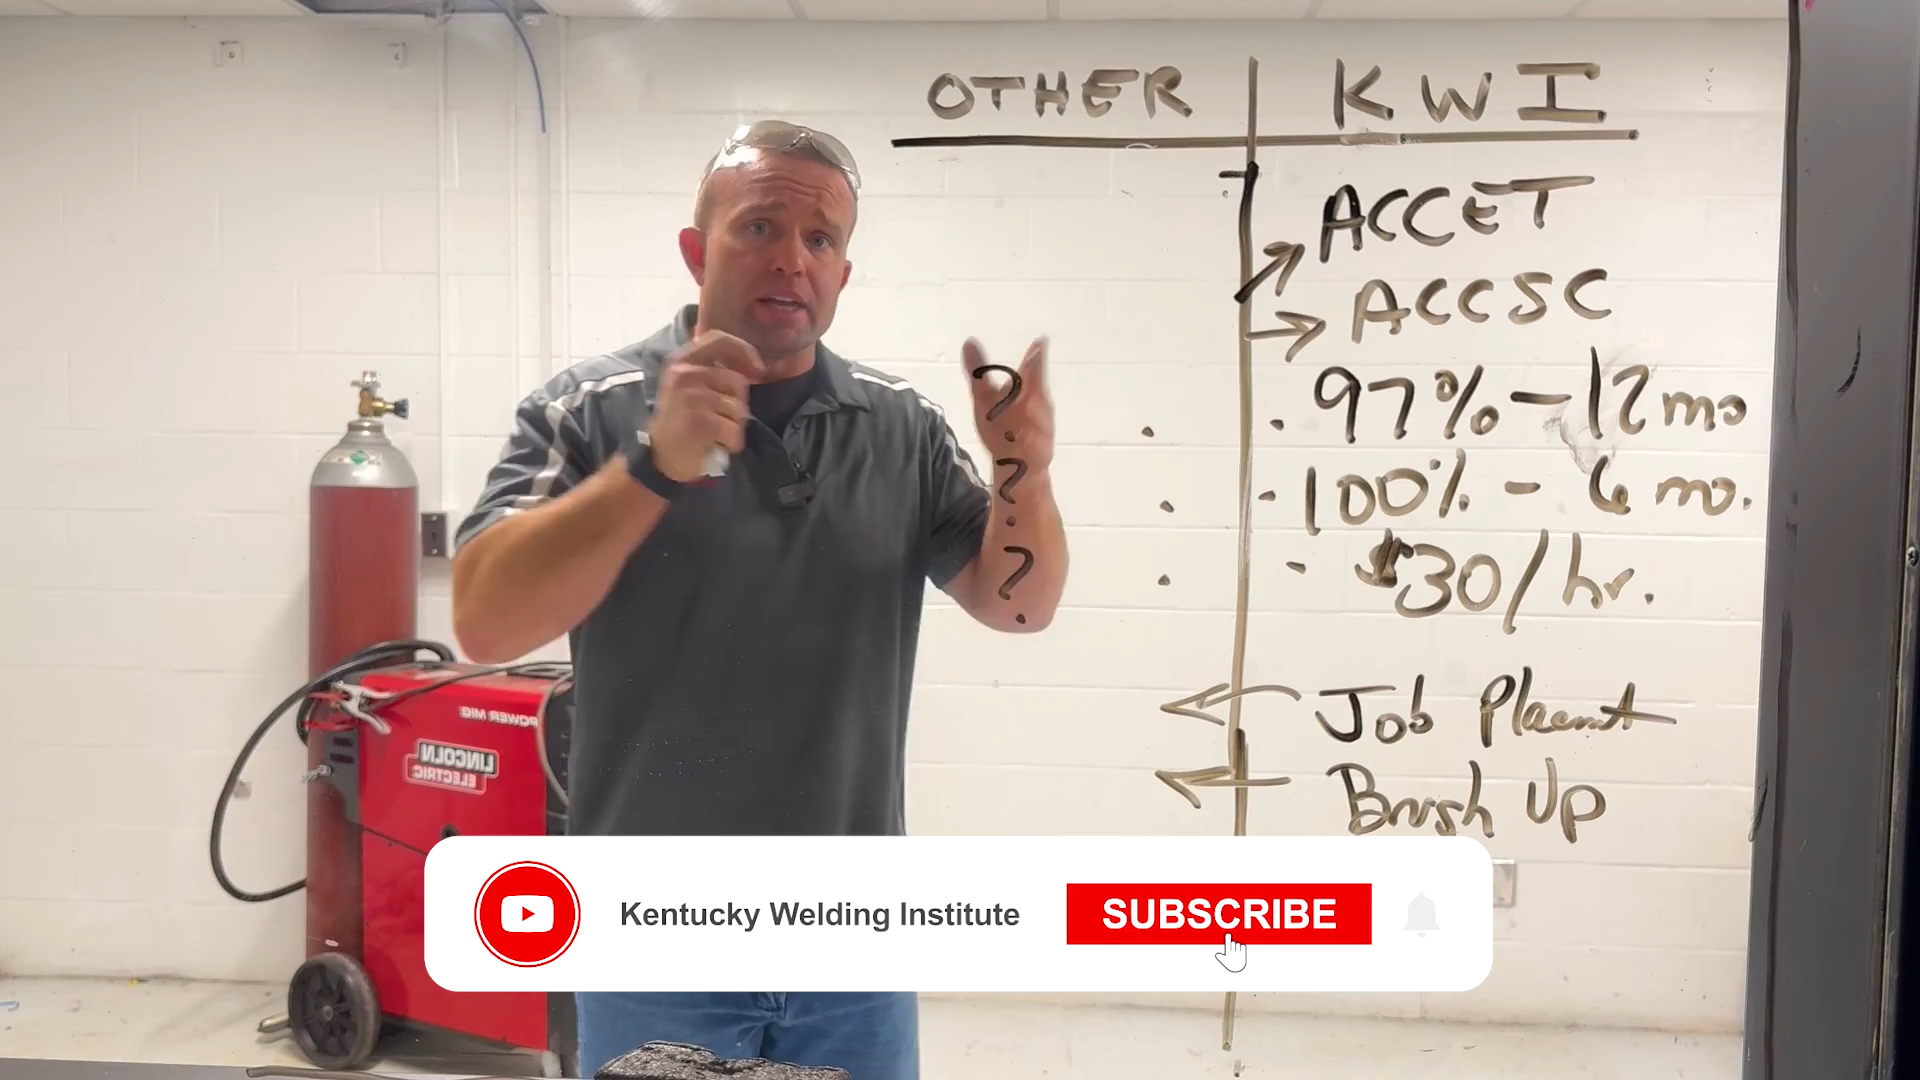 OTHER KWI
ACCET
ACCSC
? . . 97% - 12 mo
? . - 100% - 6 mo.
? . . $30/hr.
Job Placemt
Brush Up
POWER MIG
LINCOLN
ELECTRIC
Kentucky Welding Institute
SUBSCRIBE